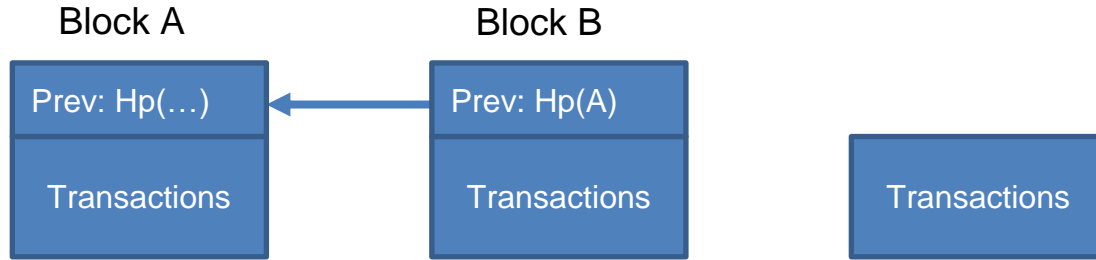 Block A
Block B
Prev: Hp(…)
Prev: Hp(A)
Transactions
Transactions
Transactions